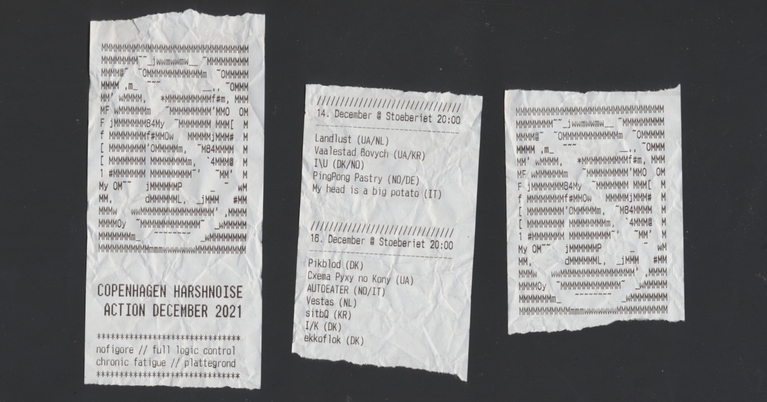 COPENHAGEN HARSHNOISE
ACTION DECEMBER 2021
nofigore // full logic control
chronic fatigue // plattegrond
14. December @ Stoeberiet 20:00
Landlust (UA/NL)
Vaalestad Bovych (UA/KR)
I\U (DK/NO)
PingPong Pastry (NO/DE)
My head is a big potato (IT)
16. December @ Stoeberiet 20:00
Pikblod (DK)
Cxema Pyxy no Kony (UA)
AUTOEATER (NO/IT)
Vestas (NL)
sitbQ (KR)
I/K (DK)
ekkoflok (DK)